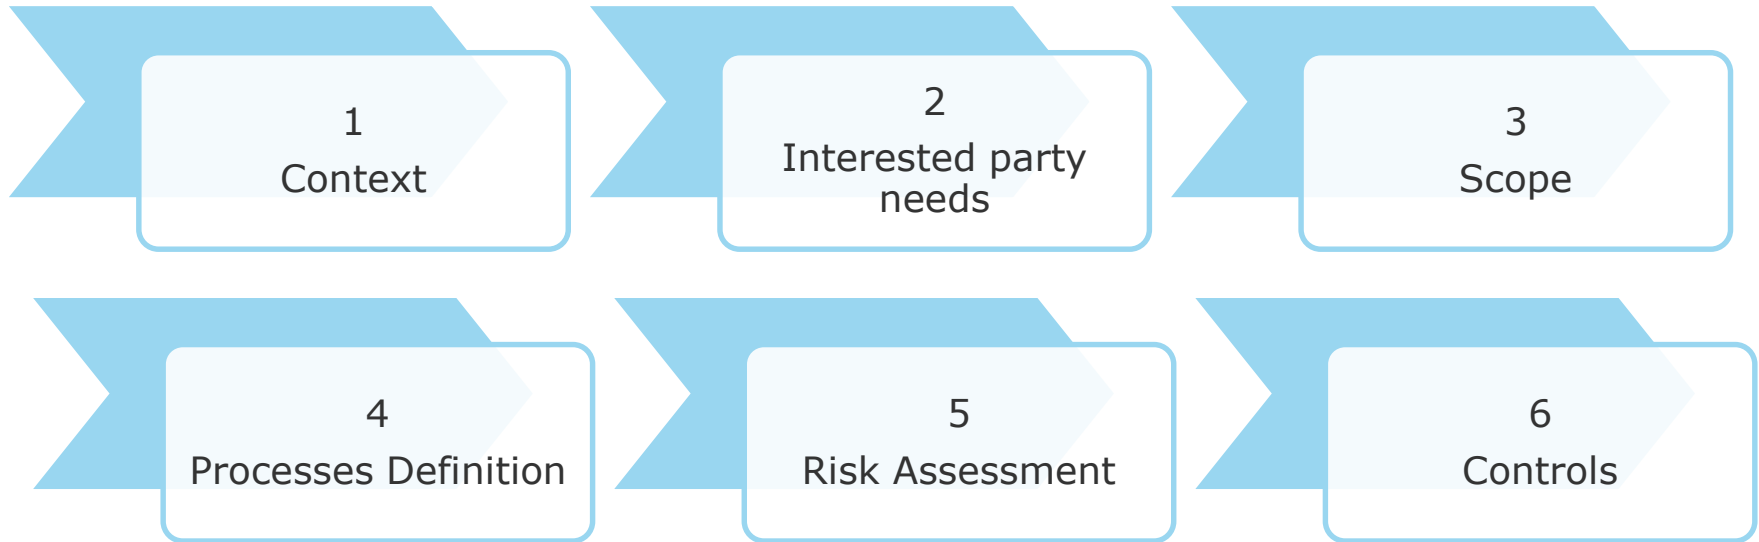 1
Context
2
Interested party
needs
3
Scope
4
Processes Definition
5
Risk Assessment
6
Controls